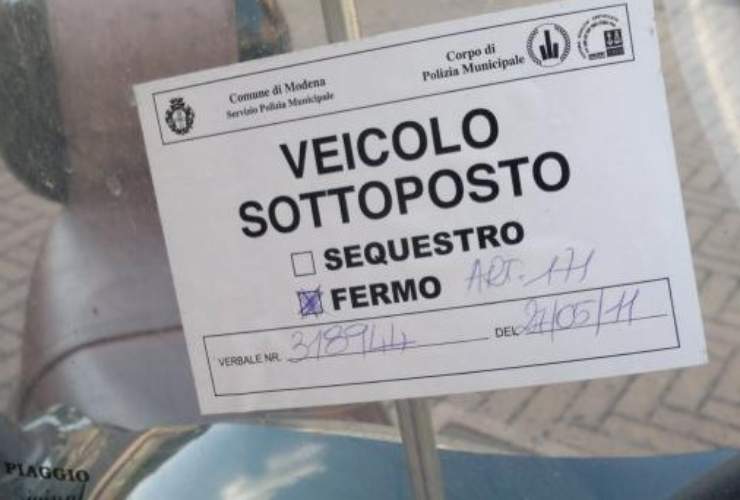 Comune di Modena
Servizio Polizia Municipale
Corpo di
Polizia Municipale
VEICOLO
SOTTOPOSTO
SEQUESTRO
FERMO ART. 171
VERBALE NR. 318944 DEL 27/05/11
PIAGGIO